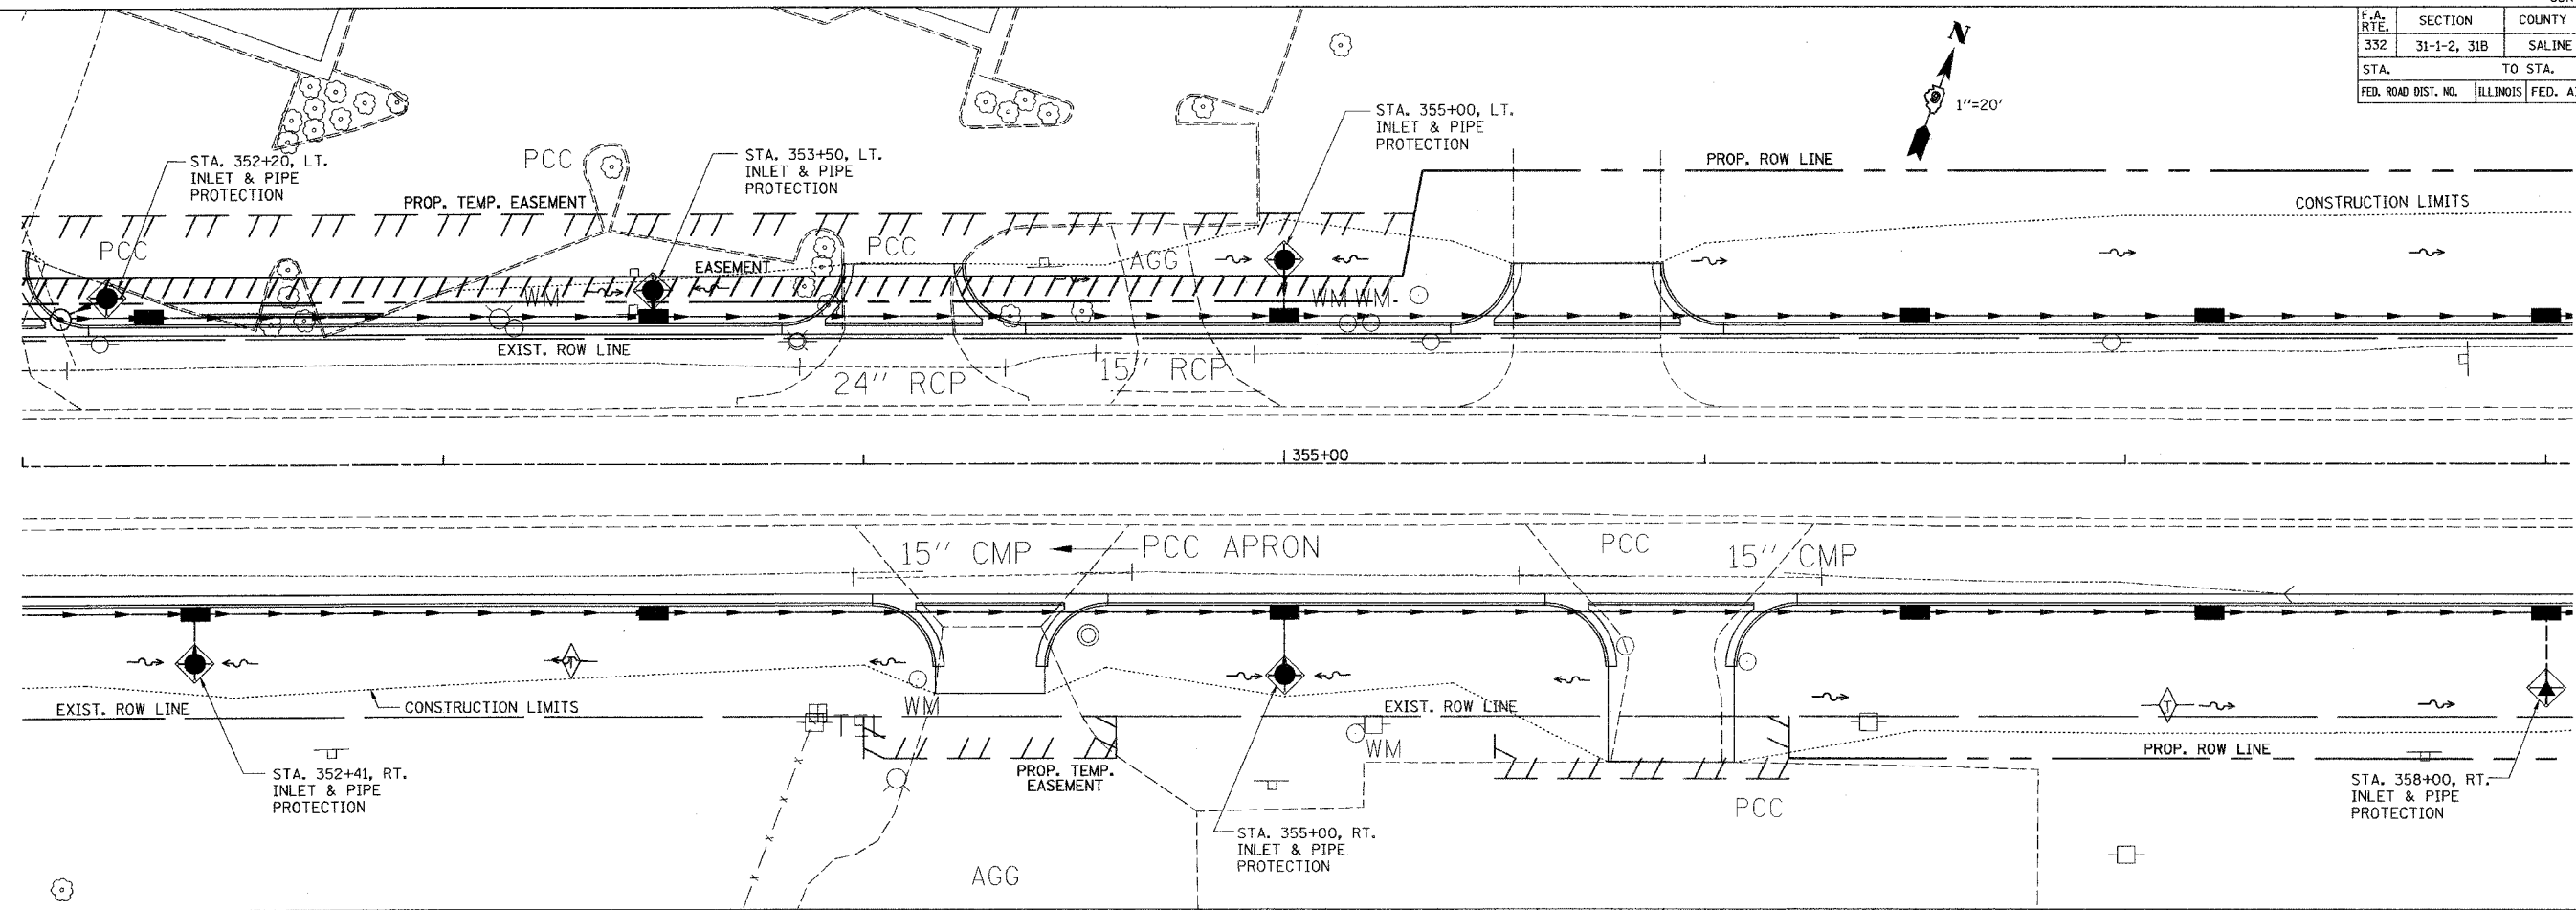 F.A. RTE. SECTION COUNTY
332 31-1-2, 31B SALINE
STA. TO STA.
FED. ROAD DIST. NO. ILLINOIS FED.
N
1"=20'
STA. 355+00, LT.
INLET & PIPE
PROTECTION
STA. 352+20, LT.
INLET & PIPE
PROTECTION
PCC
STA. 353+50, LT.
INLET & PIPE
PROTECTION
PROP. ROW LINE
PROP. TEMP. EASEMENT
CONSTRUCTION LIMITS
PCC
PCC
EASEMENT
AGG
WM
WM WM
EXIST. ROW LINE
24" RCP
15" RCP
355+00
15" CMP
PCC APRON
PCC
15" CMP
EXIST. ROW LINE
CONSTRUCTION LIMITS
WM
EXIST. ROW LINE
T
T
WM
PROP. ROW LINE
STA. 352+41, RT.
INLET & PIPE
PROTECTION
PROP. TEMP.
EASEMENT
STA. 358+00, RT.
INLET & PIPE
PROTECTION
PCC
STA. 355+00, RT.
INLET & PIPE
PROTECTION
AGG